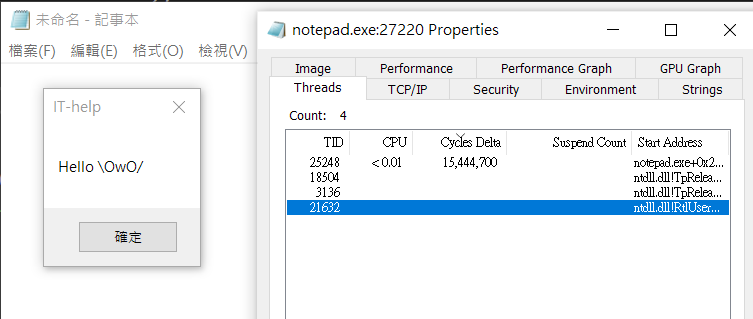 未命名 - 記事本
檔案(F) 編輯(E) 格式(O) 檢視(V)
IT-help
Hello \OwO/
確定
notepad.exe:27220 Properties
Image Performance Performance Graph GPU Graph
Threads TCP/IP Security Environment Strings
Count: 4
TID CPU Cycles Delta Suspend Count Start Address
25248 < 0.01 15,444,700 notepad.exe+0x2...
18504 ntdll.dll!TpRelea...
3136 ntdll.dll!TpRelea...
21632 ntdll.dll!RtlUser...